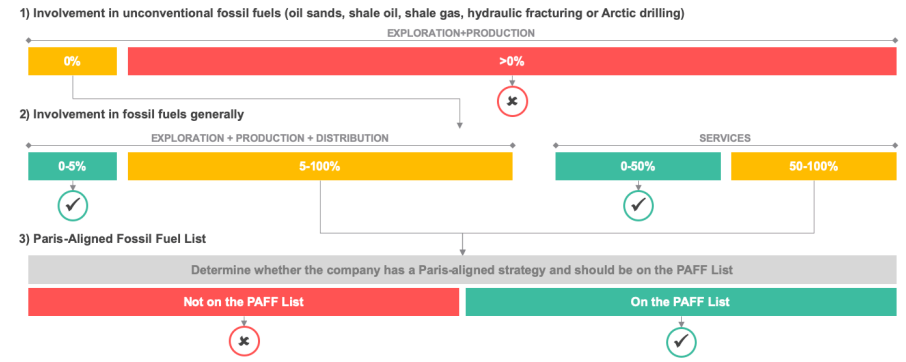 1) Involvement in unconventional fossil fuels (oil sands, shale oil, shale gas, hydraulic fracturing or Arctic drilling)
EXPLORATION+PRODUCTION
0%
>0%
2) Involvement in fossil fuels generally
EXPLORATION + PRODUCTION + DISTRIBUTION
SERVICES
0-5%
5-100%
0-50%
50-100%
3) Paris-Aligned Fossil Fuel List
Determine whether the company has a Paris-aligned strategy and should be on the PAFF List
Not on the PAFF List
On the PAFF List